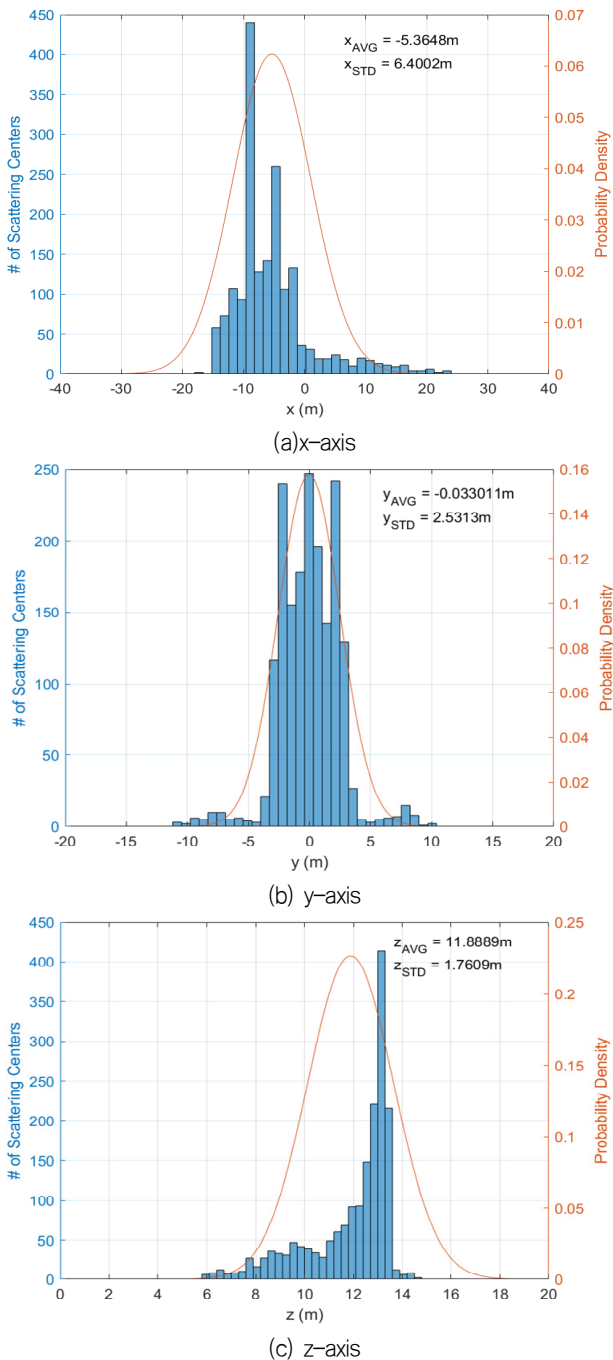 450
400
350
300
250
200
150
100
50
0
# of Scattering Centers
-40 -30 -20 -10 0 10 20 30 40
x (m)
0.07
0.06
0.05
0.04
0.03
0.02
0.01
0
Probability Density
xAVG = -5.3648m
xSTD = 6.4002m
(a)x-axis
250
200
150
100
50
0
# of Scattering Centers
-20 -15 -10 -5 0 5 10 15 20
y (m)
0.16
0.14
0.12
0.1
0.08
0.06
0.04
0.02
0
Probability Density
yAVG = -0.033011m
ySTD = 2.5313m
(b) y-axis
450
400
350
300
250
200
150
100
50
0
# of Scattering Centers
0 2 4 6 8 10 12 14 16 18 20
z (m)
0.25
0.2
0.15
0.1
0.05
0
Probability Density
zAVG = 11.8889m
zSTD = 1.7609m
(c) z-axis